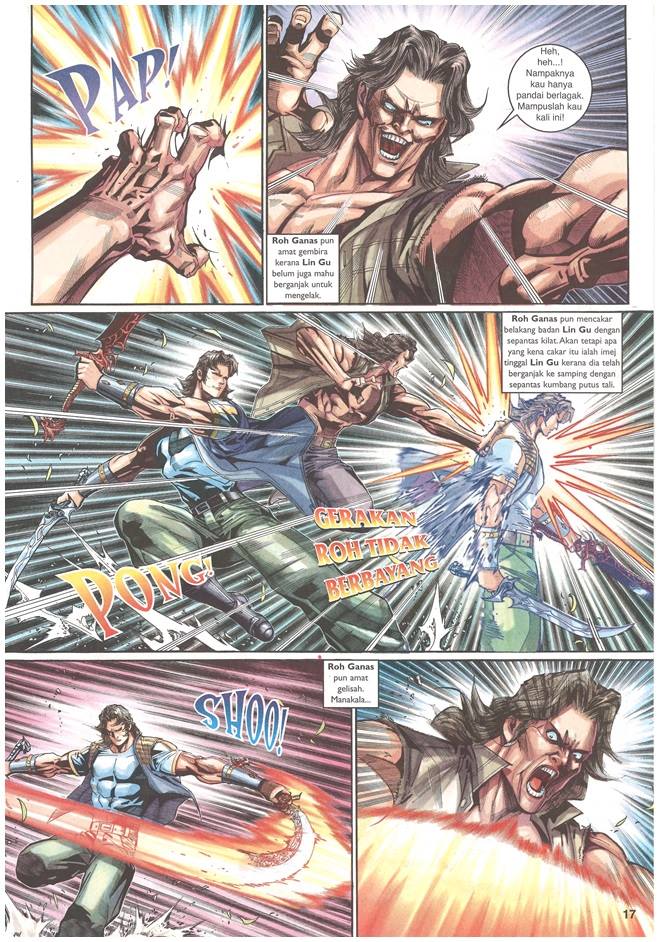 PAP!
Heh,
heh...!
Nampaknya
kau hanya
pandai berlagak.
Mampuslah kau
kali ini!
Roh Ganas pun
amat gembira
kerana Lin Gu
belum juga mahu
berganjak untuk
mengelak.
Roh Ganas pun mencakar
belakang badan Lin Gu dengan
sepantas kilat. Akan tetapi apa
yang kena cakar itu ialah imej
tinggal Lin Gu kerana dia telah
berganjak ke samping dengan
sepantas kumbang putus tali.
GERAKAN
ROH TIDAK
BERBAYANG
PONG!
SHOO!
Roh Ganas
pun amat
gelisah.
Manakala...
17